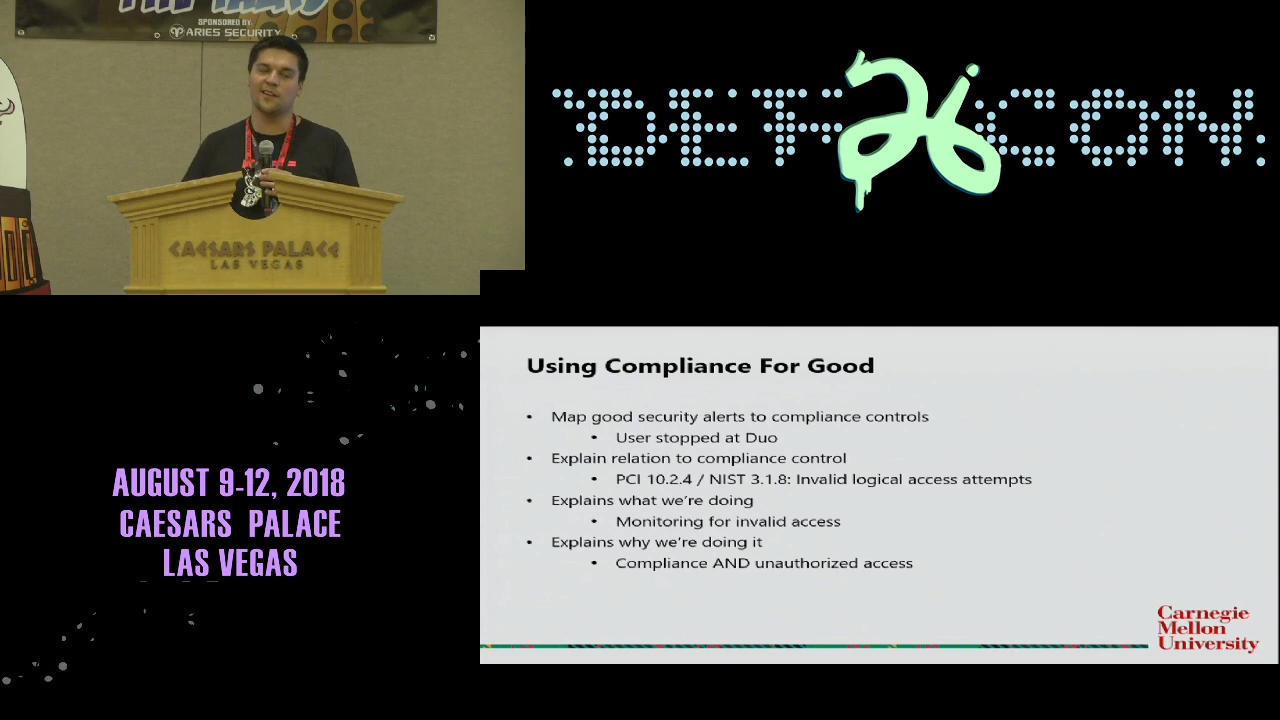 SPONSORED BY:
ARIES SECURITY
CAESARS PALACE
LAS VEGAS
DEF 26 CON
AUGUST 9-12, 2018
CAESARS PALACE
LAS VEGAS
Using Compliance For Good
• Map good security alerts to compliance controls
• User stopped at Duo
• Explain relation to compliance control
• PCI 10.2.4 / NIST 3.1.8: Invalid logical access attempts
• Explains what we're doing
• Monitoring for invalid access
• Explains why we're doing it
• Compliance AND unauthorized access
Carnegie
Mellon
University